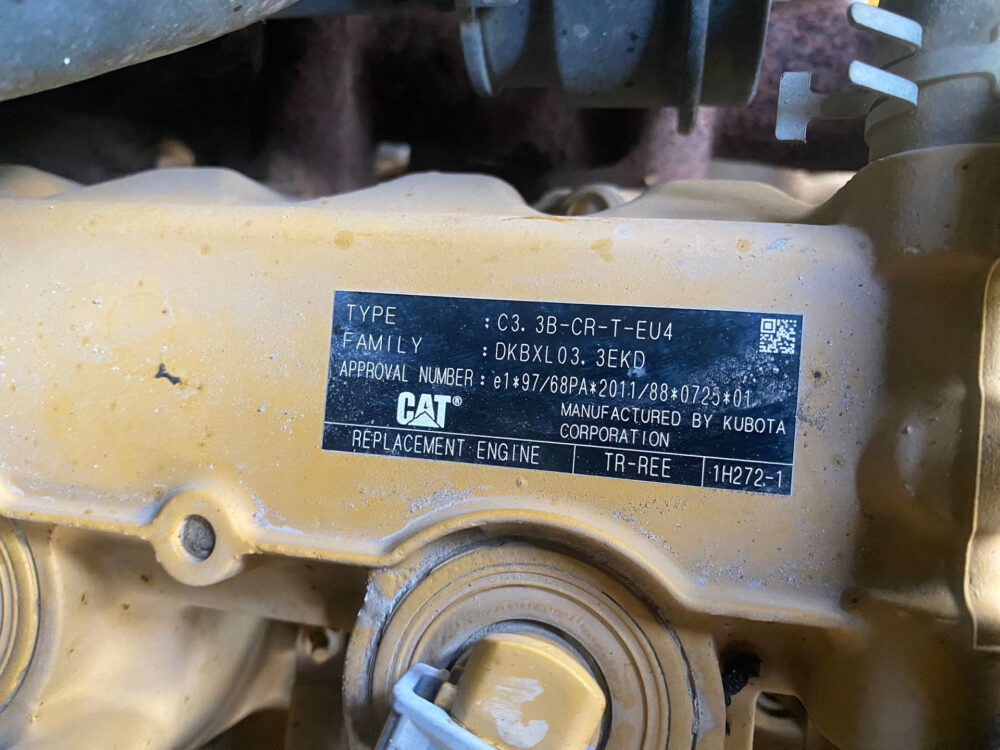 TYPE : C3.3B-CR-T-EU4
FAMILY : DKBXL03.3EKD
APPROVAL NUMBER : e1*97/68PA*2011/88*0725*01
CAT® MANUFACTURED BY KUBOTA
CORPORATION
REPLACEMENT ENGINE TR-REE 1H272-1